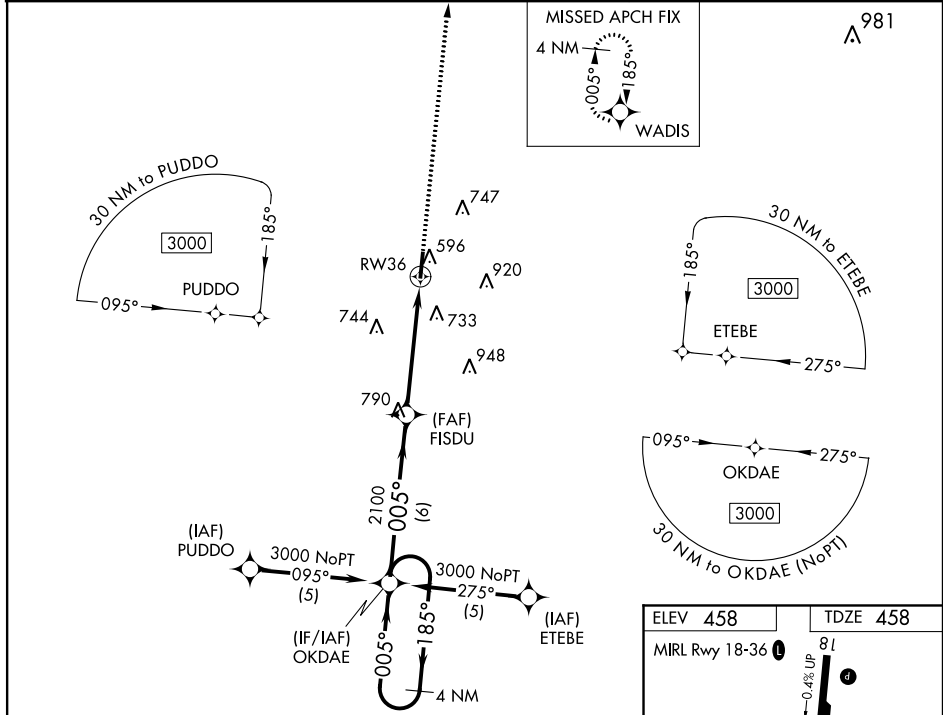 MISSED APCH FIX
4 NM
005°
185°
WADIS
981
30 NM to PUDDO
3000
185°
095°
PUDDO
747
596
RW36
920
744
733
948
790
(FAF)
FISDU
30 NM to ETEBE
185°
3000
ETEBE
275°
095°
275°
OKDAE
3000
30 NM to OKDAE (NoPT)
2100
005°
(6)
(IAF)
PUDDO
3000 NoPT
095°
(5)
3000 NoPT
275°
(5)
(IAF)
ETEBE
(IF/IAF)
OKDAE
005°
185°
4 NM
ELEV 458
TDZE 458
MIRL Rwy 18-36 L
18
0.4% UP
P